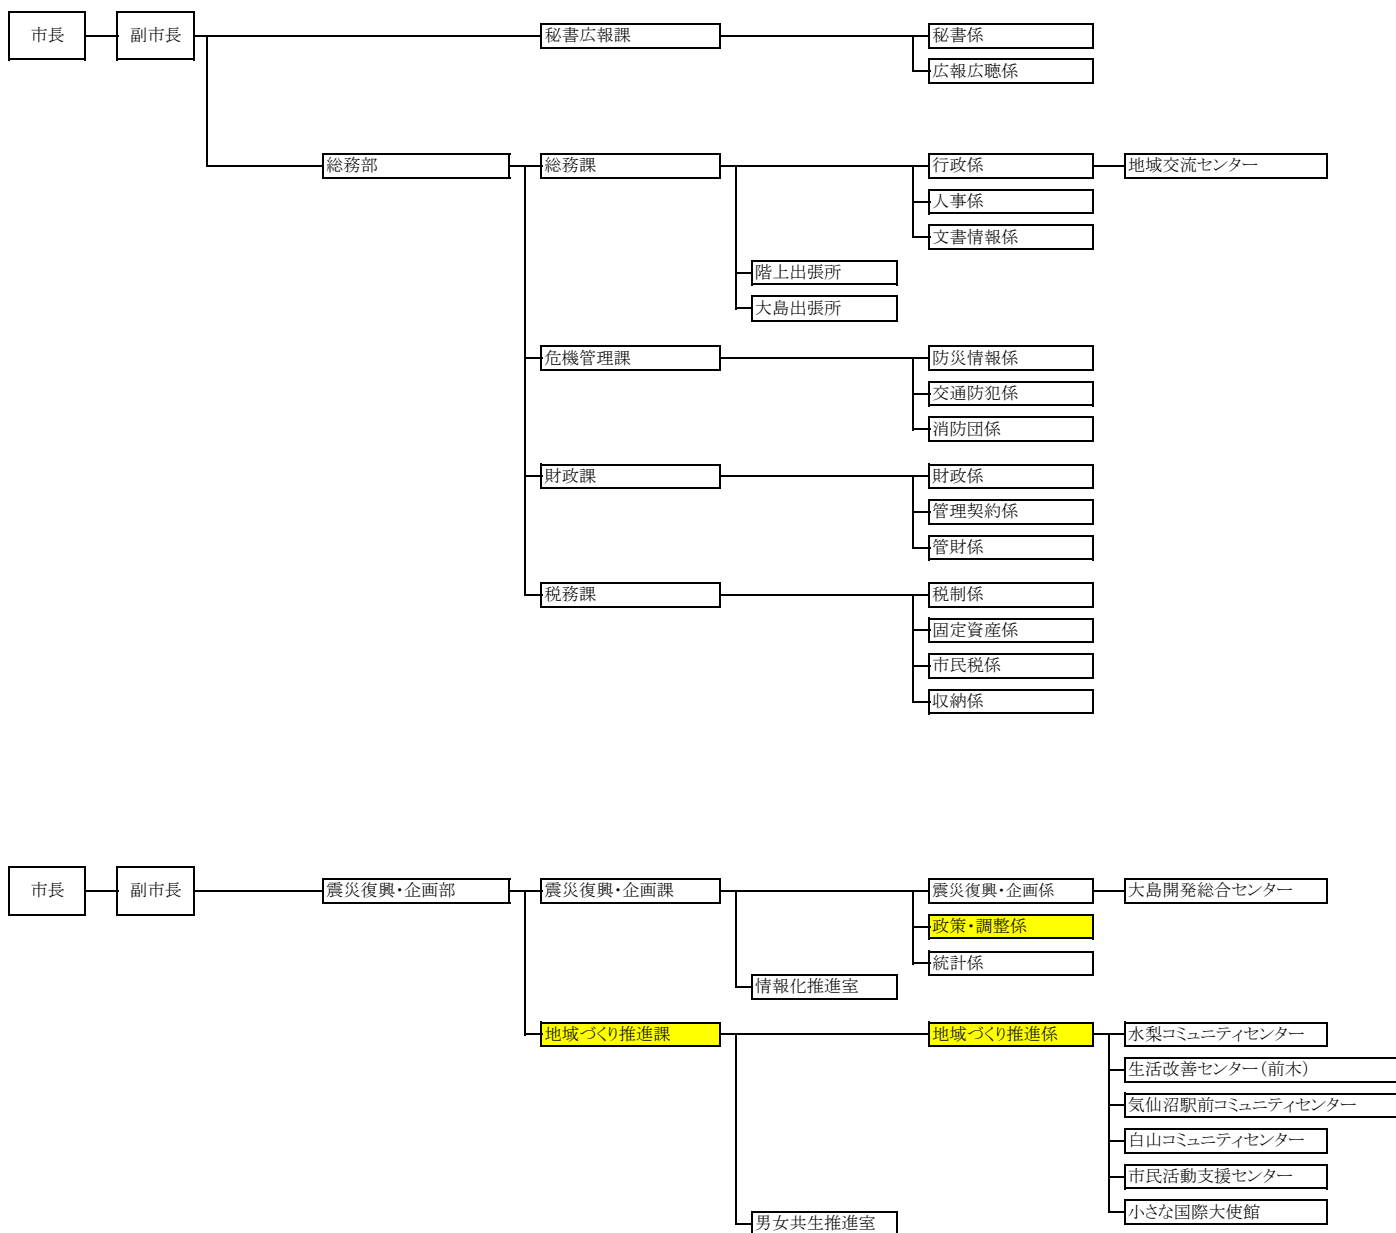 市長 副市長 秘書広報課 秘書係
広報広聴係
総務部 総務課 行政係 地域交流センター
人事係
文書情報係
階上出張所
大島出張所
危機管理課 防災情報係
交通防犯係
消防団係
財政課 財政係
管理契約係
管財係
税務課 税制係
固定資産係
市民税係
収納係
市長 副市長 震災復興・企画部 震災復興・企画課 震災復興・企画係 大島開発総合センター
政策・調整係
統計係
情報化推進室
地域づくり推進課 地域づくり推進係 水梨コミュニティセンター
生活改善センター（前木）
気仙沼駅前コミュニティセンター
白山コミュニティセンター
市民活動支援センター
小さな国際大使館
男女共生推進室